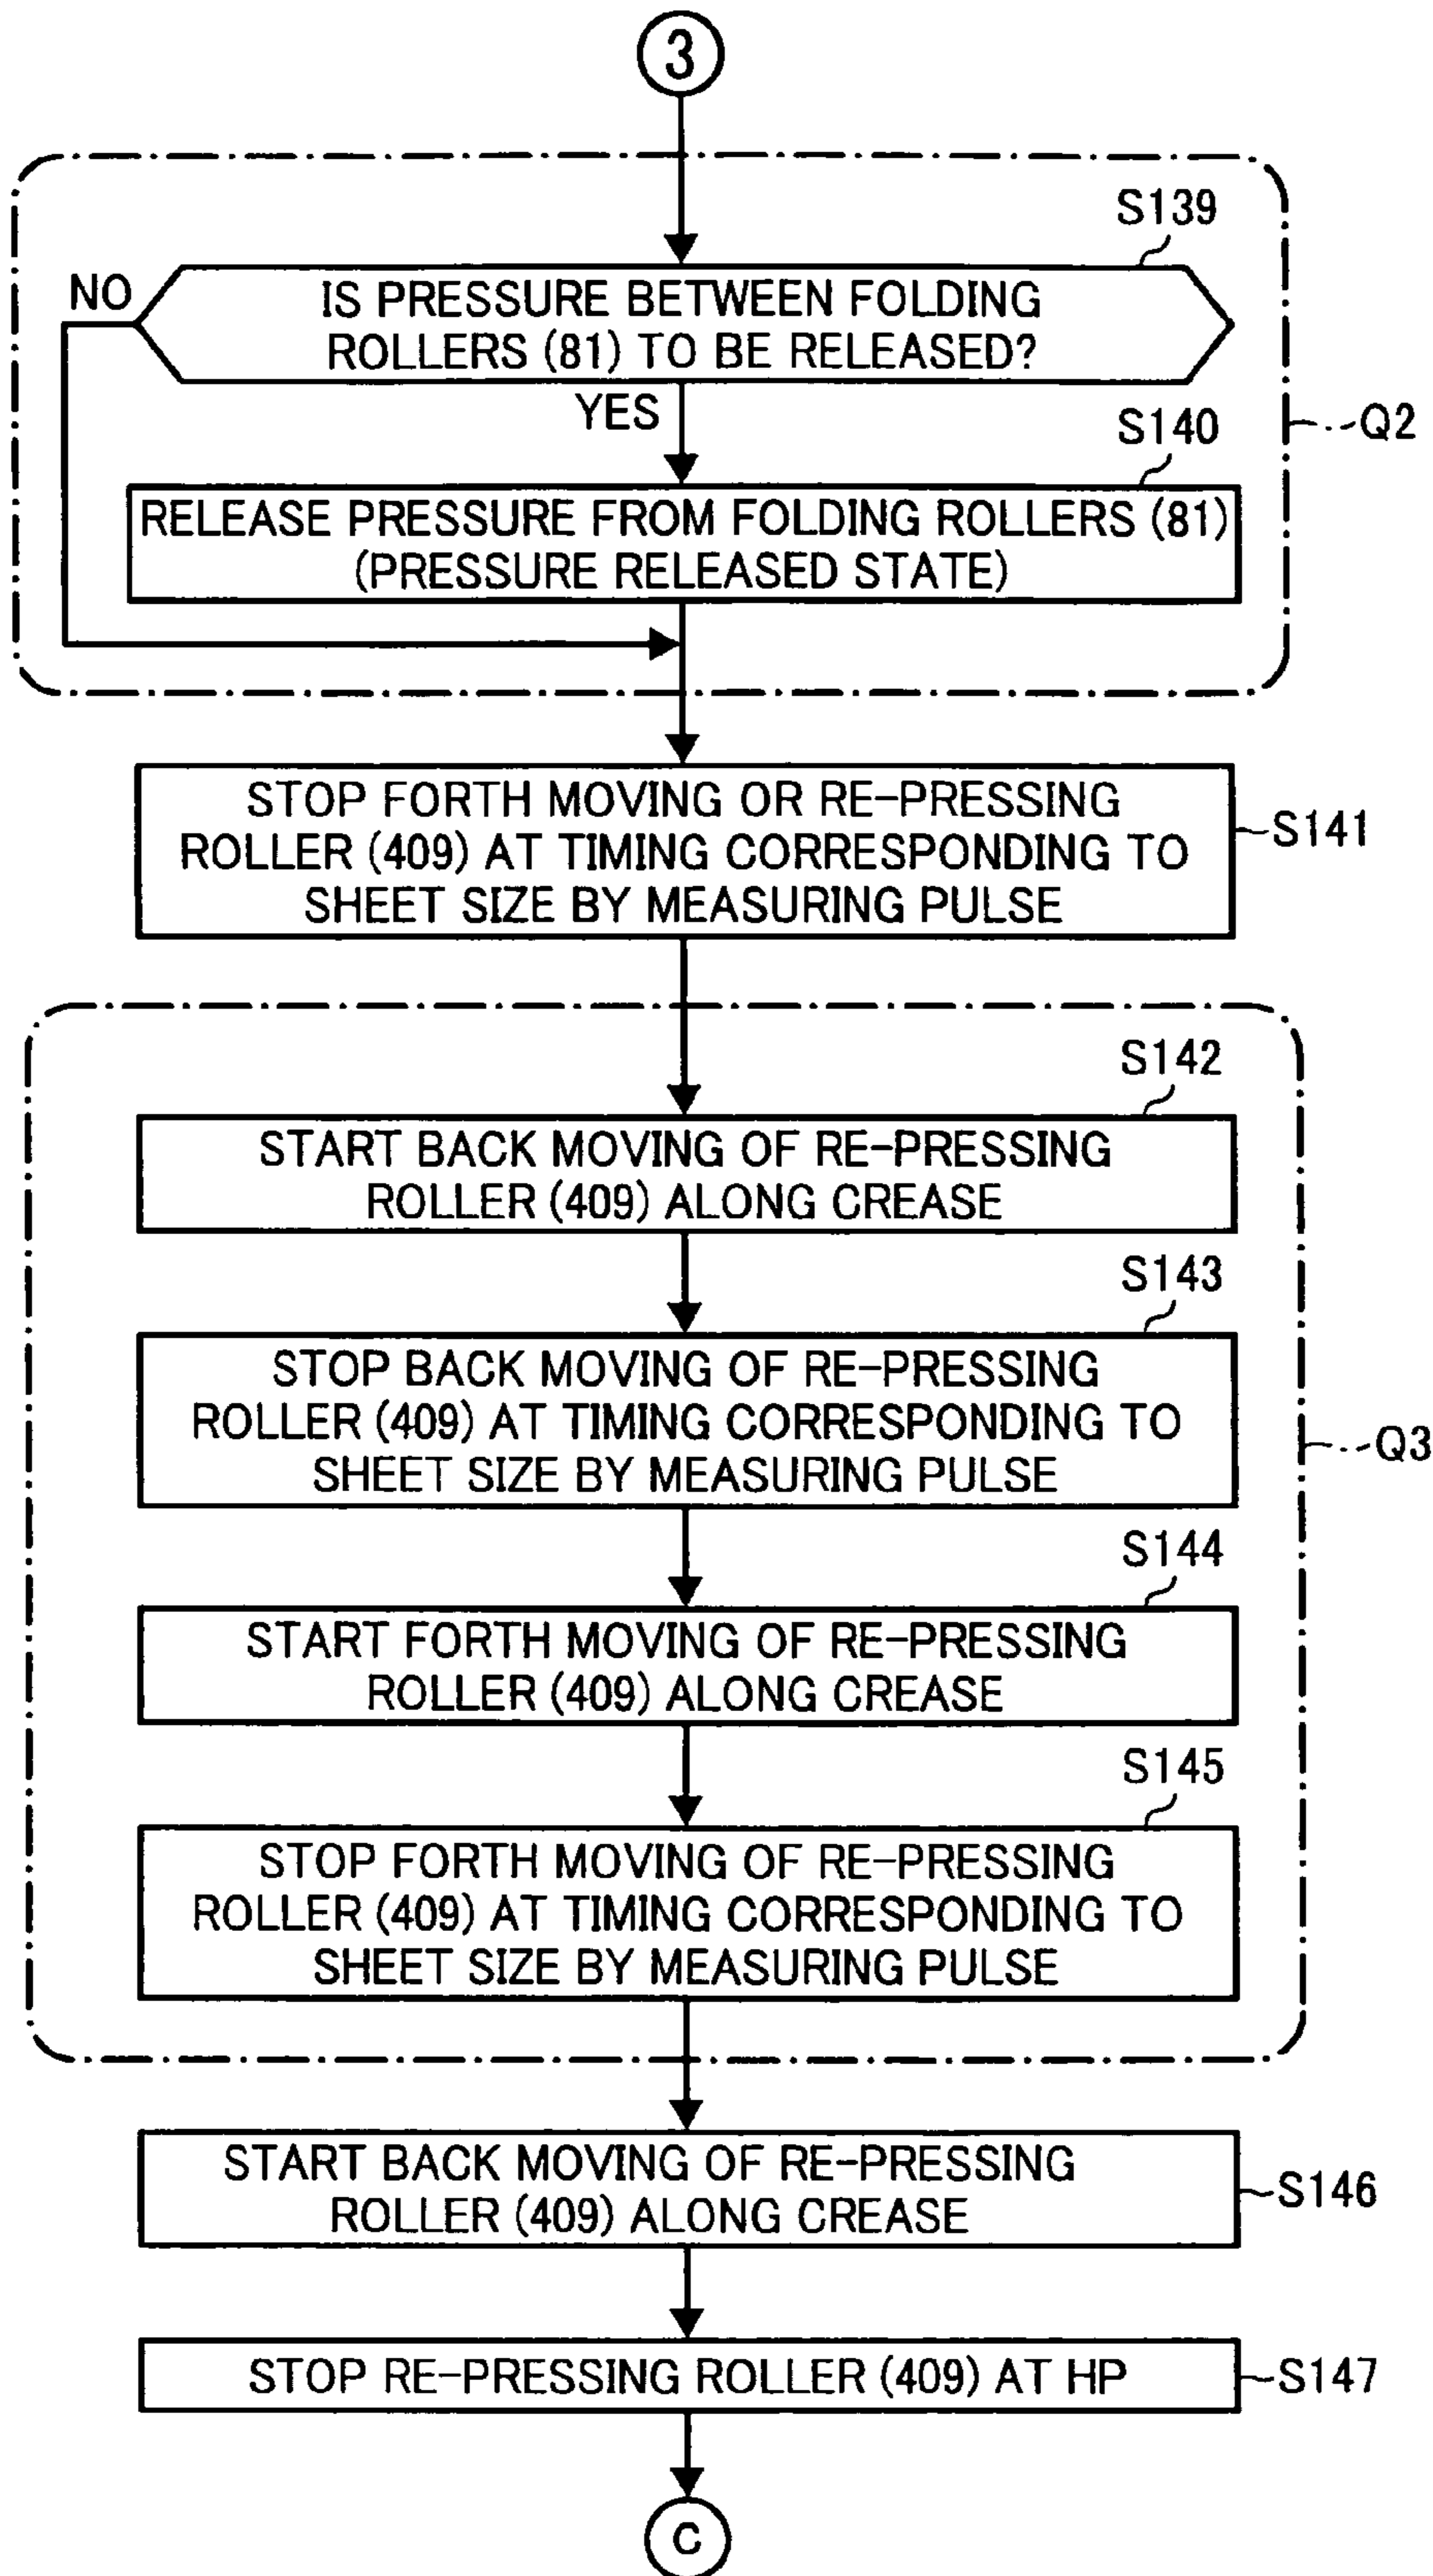 3
S139
NO
IS PRESSURE BETWEEN FOLDING
ROLLERS (81) TO BE RELEASED?
YES
S140
Q2
RELEASE PRESSURE FROM FOLDING ROLLERS (81)
(PRESSURE RELEASED STATE)
STOP FORTH MOVING OR RE-PRESSING
ROLLER (409) AT TIMING CORRESPONDING TO
SHEET SIZE BY MEASURING PULSE
S141
S142
START BACK MOVING OF RE-PRESSING
ROLLER (409) ALONG CREASE
S143
STOP BACK MOVING OF RE-PRESSING
ROLLER (409) AT TIMING CORRESPONDING TO
SHEET SIZE BY MEASURING PULSE
Q3
S144
START FORTH MOVING OF RE-PRESSING
ROLLER (409) ALONG CREASE
S145
STOP FORTH MOVING OF RE-PRESSING
ROLLER (409) AT TIMING CORRESPONDING TO
SHEET SIZE BY MEASURING PULSE
START BACK MOVING OF RE-PRESSING
ROLLER (409) ALONG CREASE
S146
STOP RE-PRESSING ROLLER (409) AT HP
S147
C